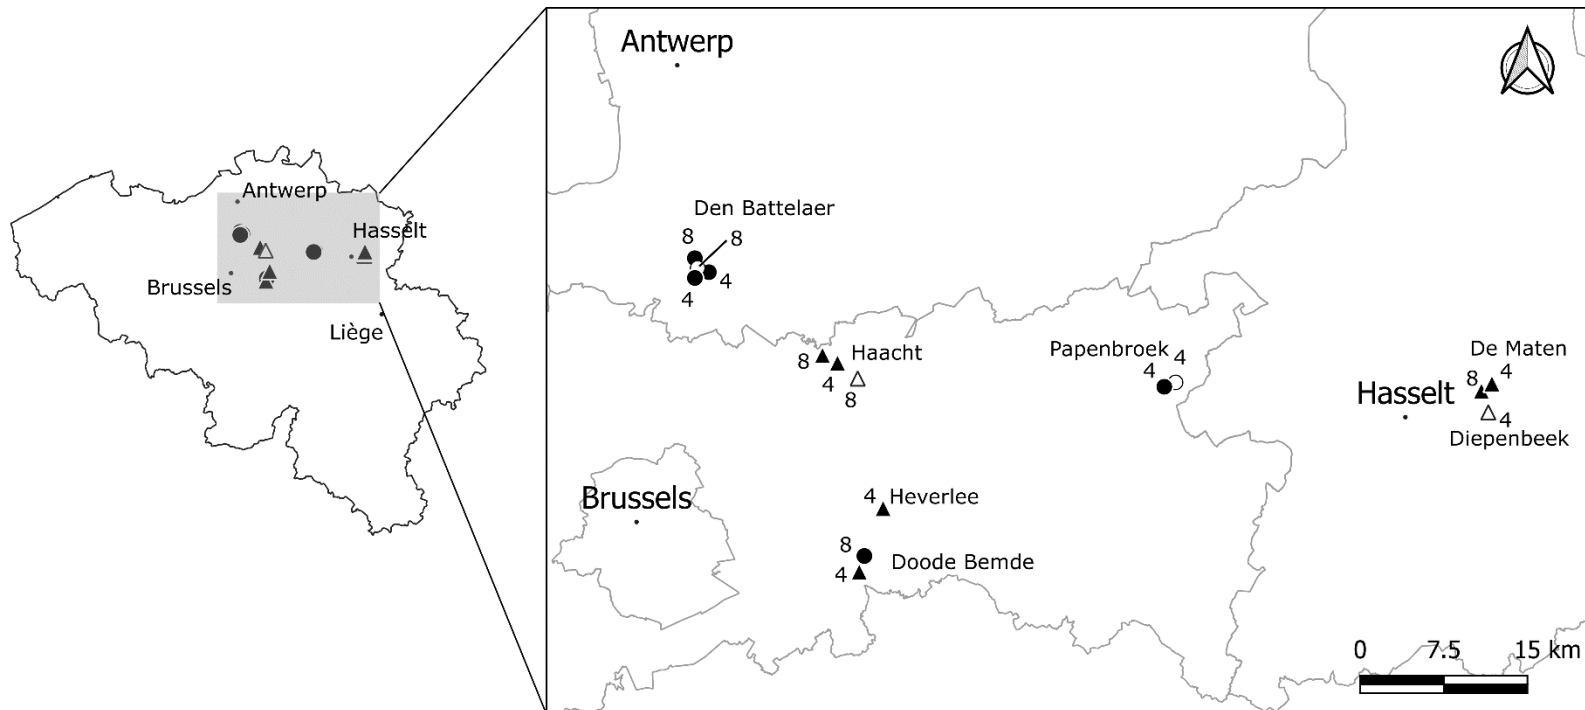 Antwerp
Hasselt
Brussels
Liège
Antwerp
Den Battelaer
8
8
4
4
Haacht
8
4
8
Papenbroek
4
4
De Maten
8
4
Hasselt
4
Diepenbeek
Brussels
4
Heverlee
8
Doode Bemde
4
0 7.5 15 km